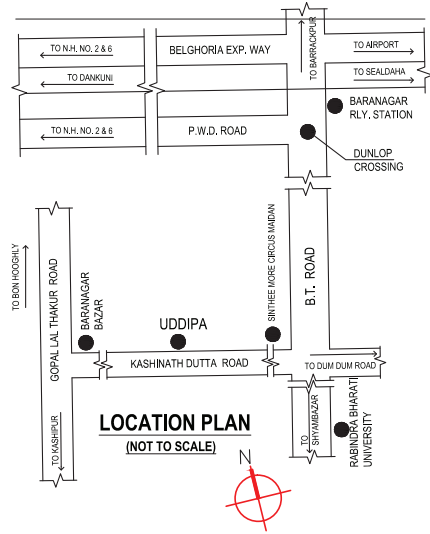 TO N.H. NO. 2 & 6
BELGHORIA EXP. WAY
TO BARRACKPUR
TO AIRPORT
TO DANKUNI
TO SEALDAHA
BARANAGAR
RLY. STATION
TO N.H. NO. 2 & 6
P.W.D. ROAD
DUNLOP
CROSSING
TO BON HOOGHLY
GOPAL LAL THAKUR ROAD
BARANAGAR
BAZAR
UDDIPA
SINTHEE MORE CIRCUS MAIDAN
B.T. ROAD
KASHINATH DUTTA ROAD
TO DUM DUM ROAD
TO KASHIPUR
LOCATION PLAN
(NOT TO SCALE)
TO
SHYAMBAZAR
RABINDRA BHARATI
UNIVERSITY
N